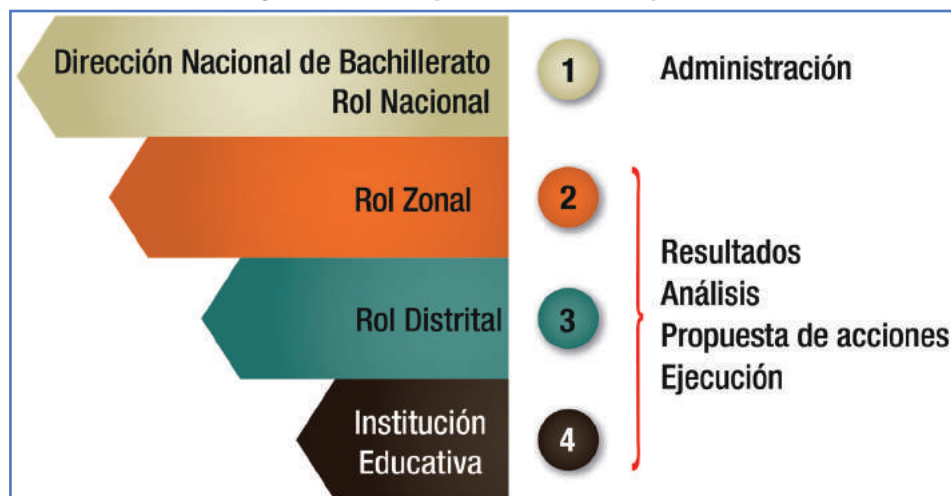 Dirección Nacional de Bachillerato
Rol Nacional
1
Administración
Rol Zonal
2
Rol Distrital
3
Resultados
Análisis
Propuesta de acciones
Ejecución
Institución
Educativa
4